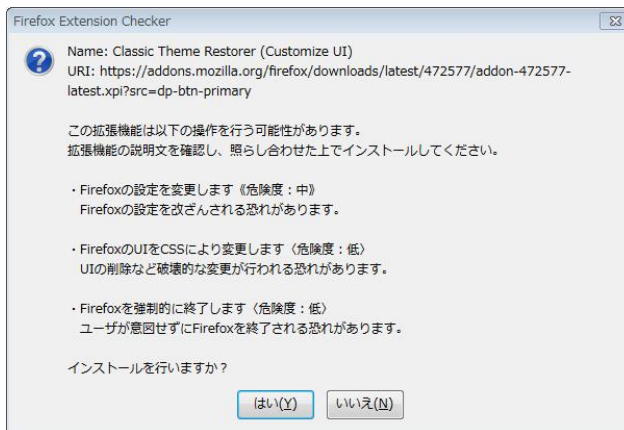 Firefox Extension Checker
Name: Classic Theme Restorer (Customize UI)
URI: https://addons.mozilla.org/firefox/downloads/latest/472577/addon-472577-
latest.xpi?src=dp-btn-primary
この拡張機能は以下の操作を行う可能性があります。
拡張機能の説明文を確認し、照らし合わせた上でインストールしてください。
・Firefoxの設定を変更します《危険度：中》
Firefoxの設定を改ざんされる恐れがあります。
・FirefoxのUIをCSSにより変更します〈危険度：低〉
UIの削除など破壊的な変更が行われる恐れがあります。
・Firefoxを強制的に終了します〈危険度：低〉
ユーザが意図せずにFirefoxを終了される恐れがあります。
インストールを行いますか？
はい(Y) いいえ(N)